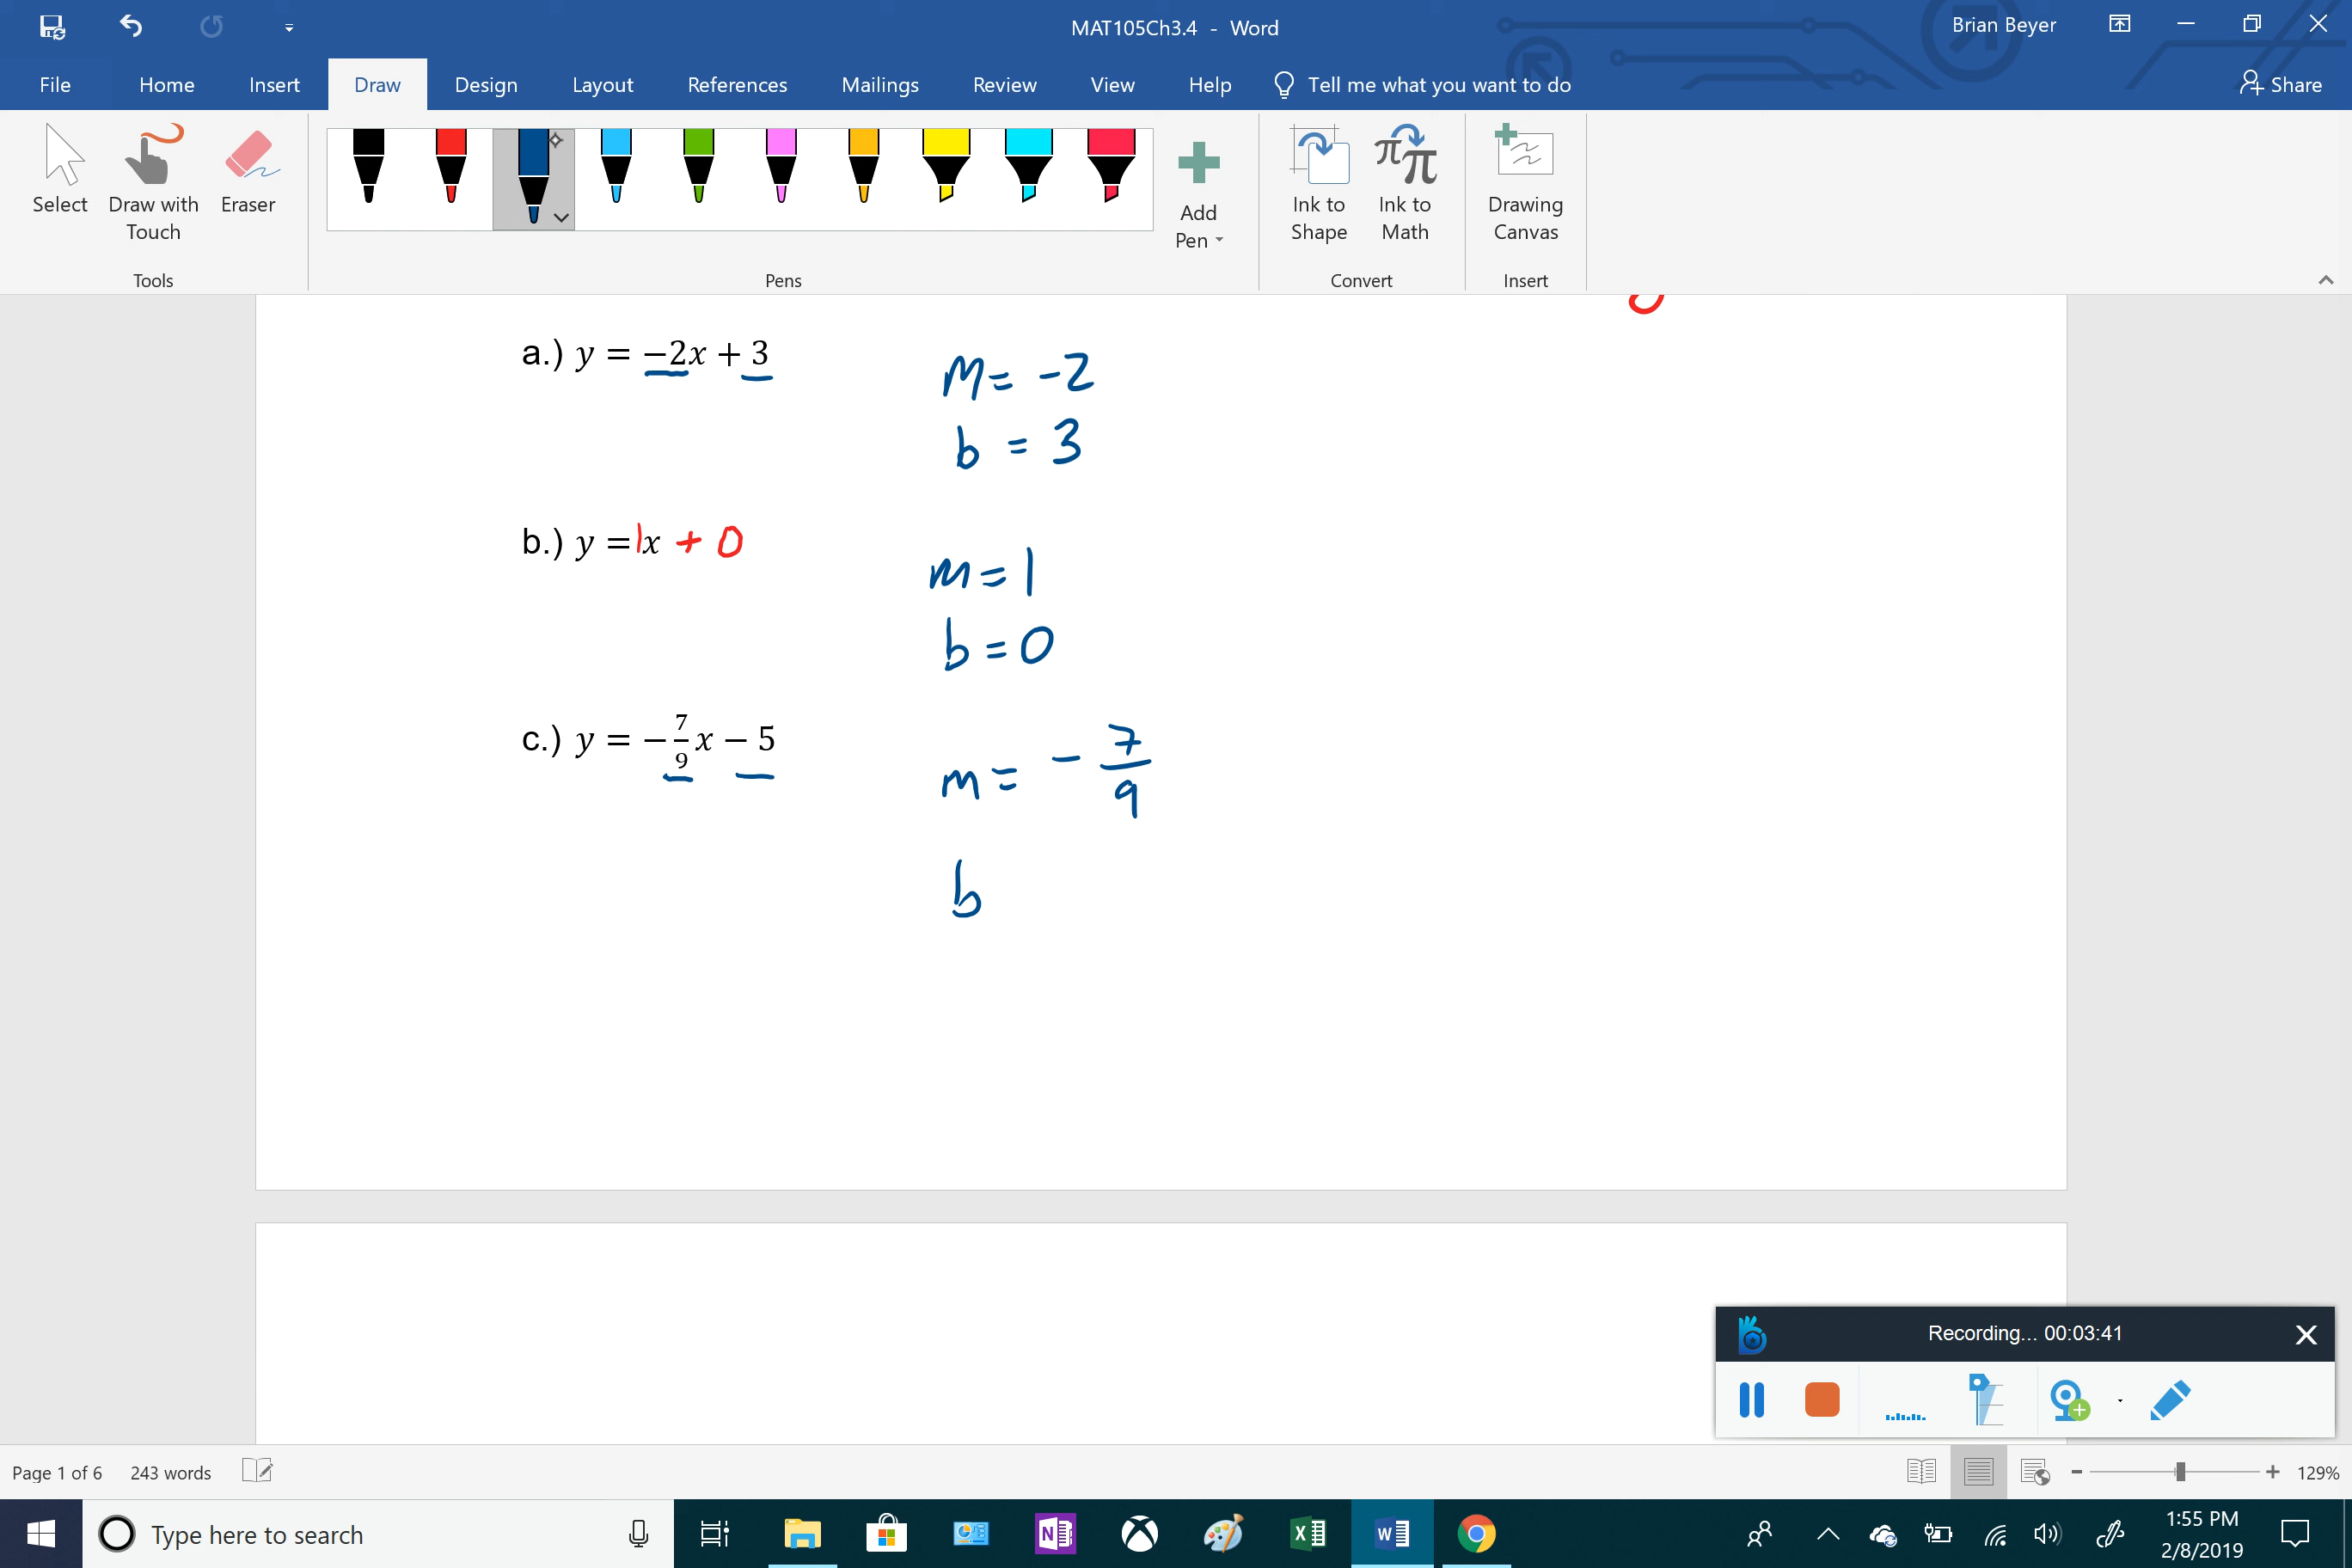 MAT105Ch3.4 - Word
Brian Beyer
File Home Insert Draw Design Layout References Mailings Review View Help Tell me what you want to do
Share
Select
Draw with Touch
Eraser
Tools
Pens
Add Pen
Ink to Shape
Ink to Math
Convert
Drawing Canvas
Insert
a.) y = −2x + 3
m = -2
b = 3
b.) y = 1x + 0
m = 1
b = 0
c.) y = −7/9x − 5
m = - 7/9
b
Recording... 00:03:41
Page 1 of 6 243 words
129%
Type here to search
1:55 PM
2/8/2019